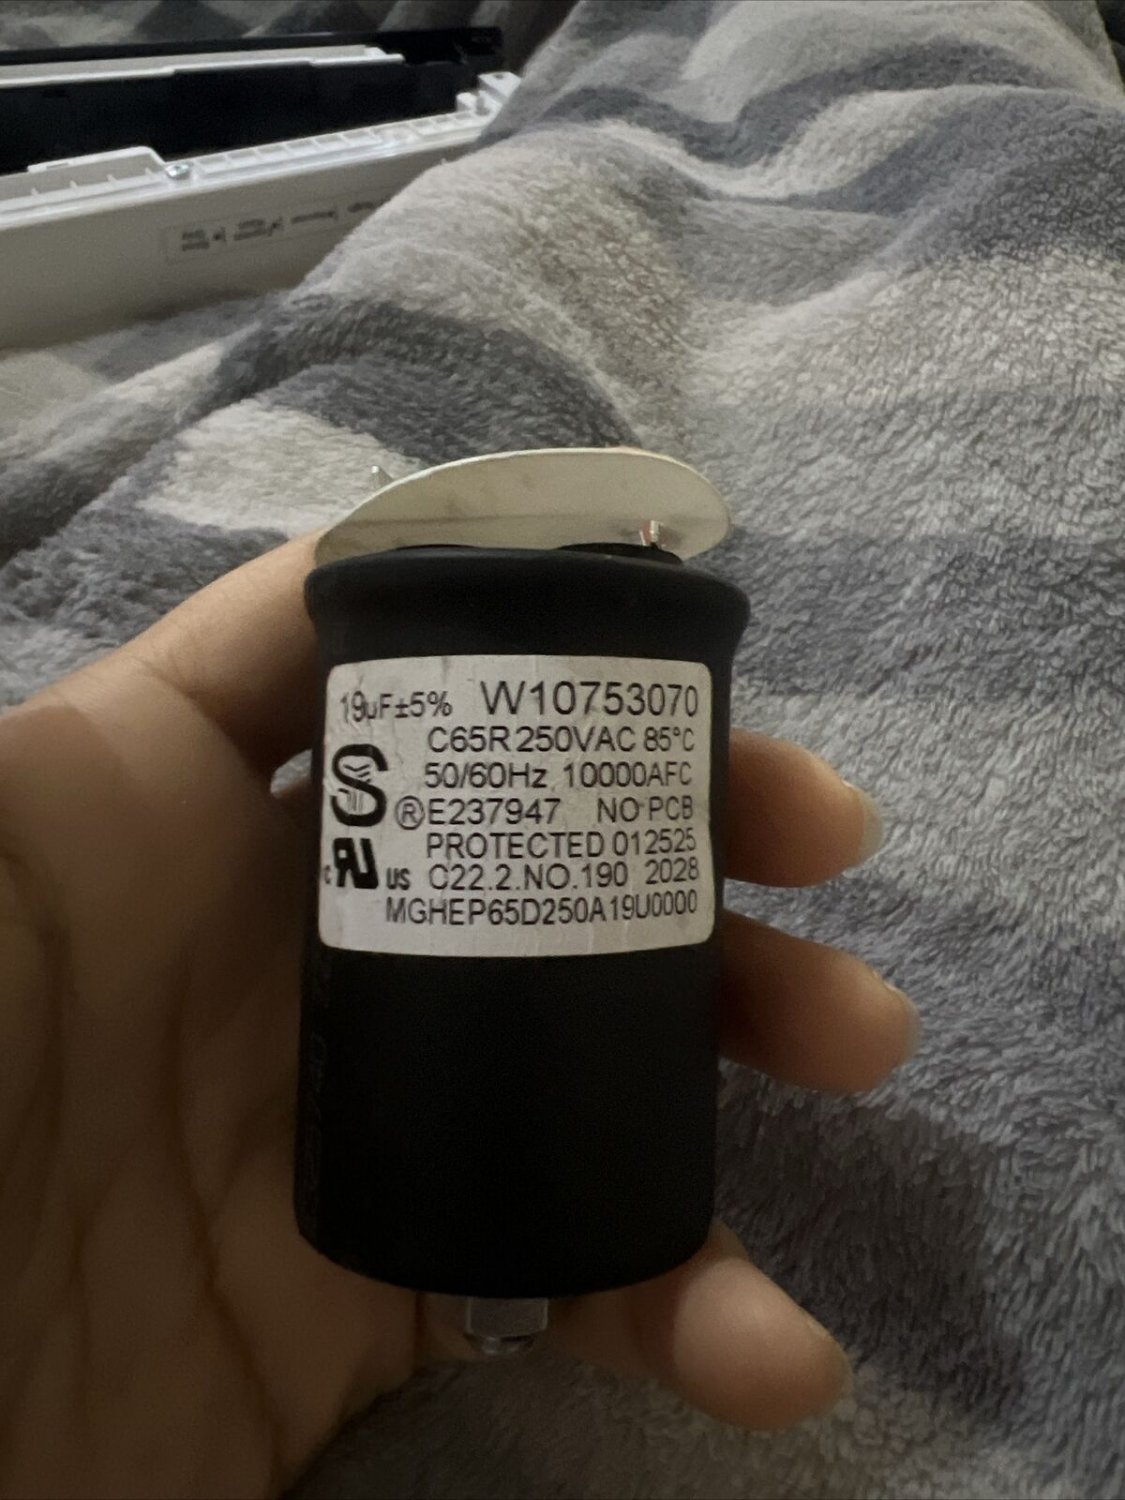 19µF±5% W10753070
C65R 250VAC 85°C
50/60Hz 10000AFC
®E237947 NO PCB
PROTECTED 012525
c US C22.2.NO.190 2028
MGHEP65D250A19U0000